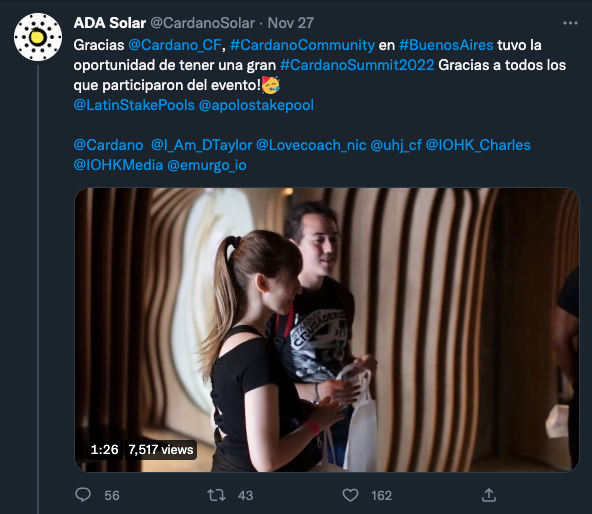 ADA Solar @CardanoSolar · Nov 27
Gracias @Cardano_CF, #CardanoCommunity en #BuenosAires tuvo la
oportunidad de tener una gran #CardanoSummit2022 Gracias a todos los
que participaron del evento!🥳
@LatinStakePools @apolostakepool
@Cardano @I_Am_DTaylor @Lovecoach_nic @uhj_cf @IOHK_Charles
@IOHKMedia @emurgo_io
CRUSADERS
1:26 7,517 views
56 43 162